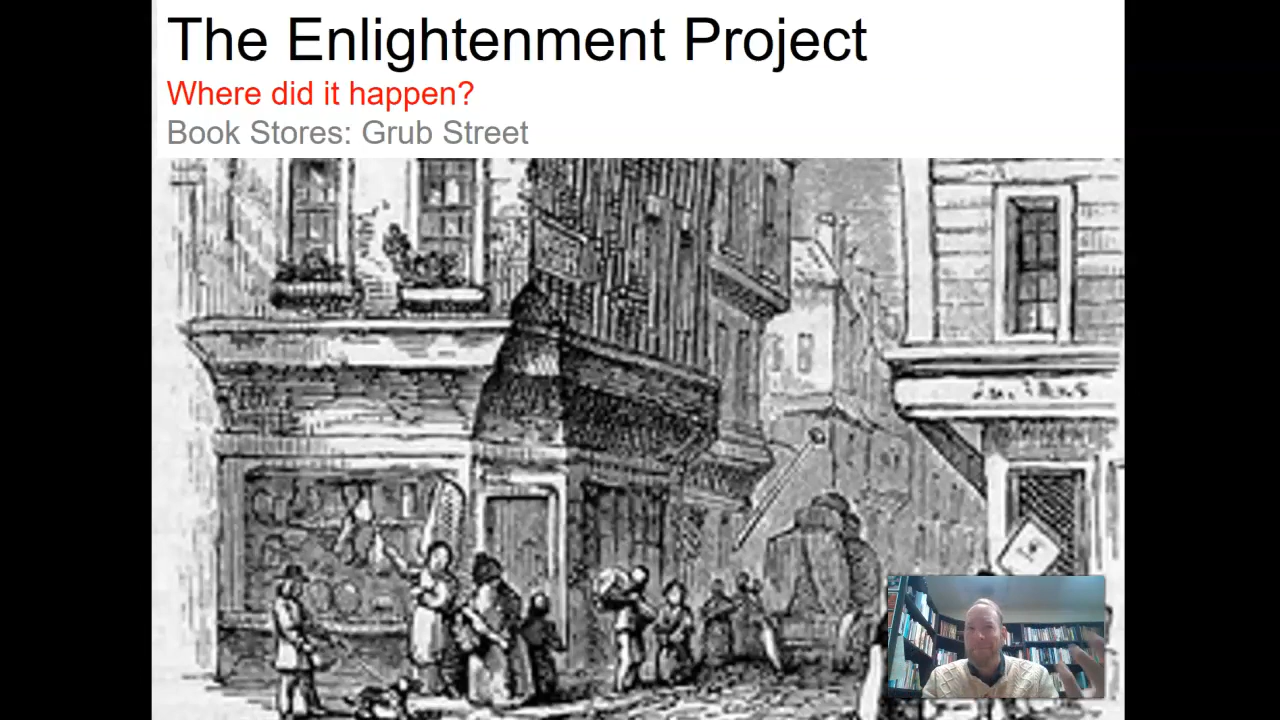 The Enlightenment Project
Where did it happen?
Book Stores: Grub Street